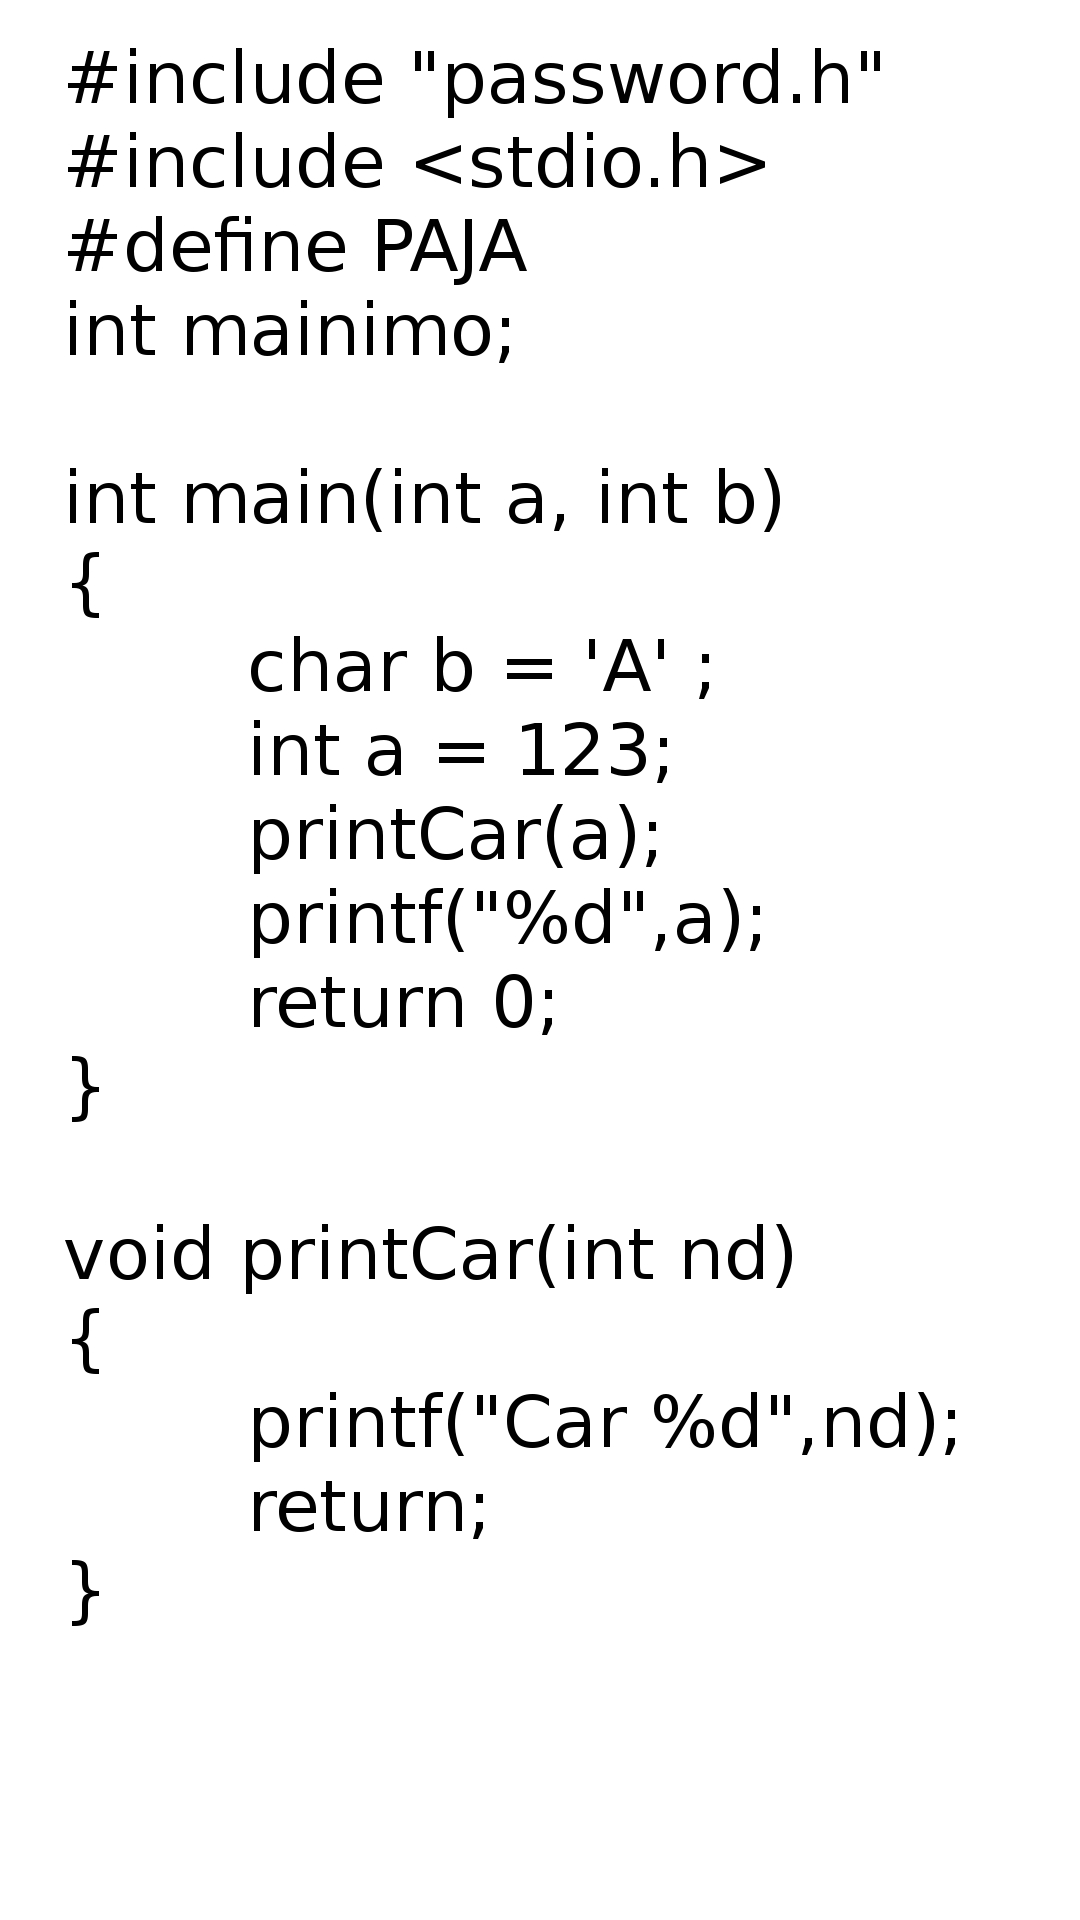 #include "password.h"
#include <stdio.h>
#define PAJA
int mainimo;

int main(int a, int b)
{
	char b = 'A' ;
	int a = 123;
	printCar(a);
	printf("%d",a);
	return 0;
}

void printCar(int nd)
{
	printf("Car %d",nd);
	return;
}